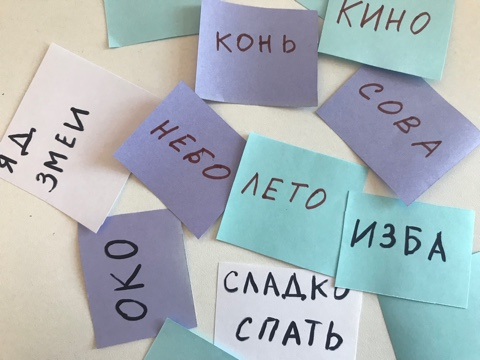 КИНО
КОНЬ
СОВА
ЯД
ЗМЕИ
НЕБО
ЛЕТО
ИЗБА
ОКО
СЛАДКО
СПАТЬ